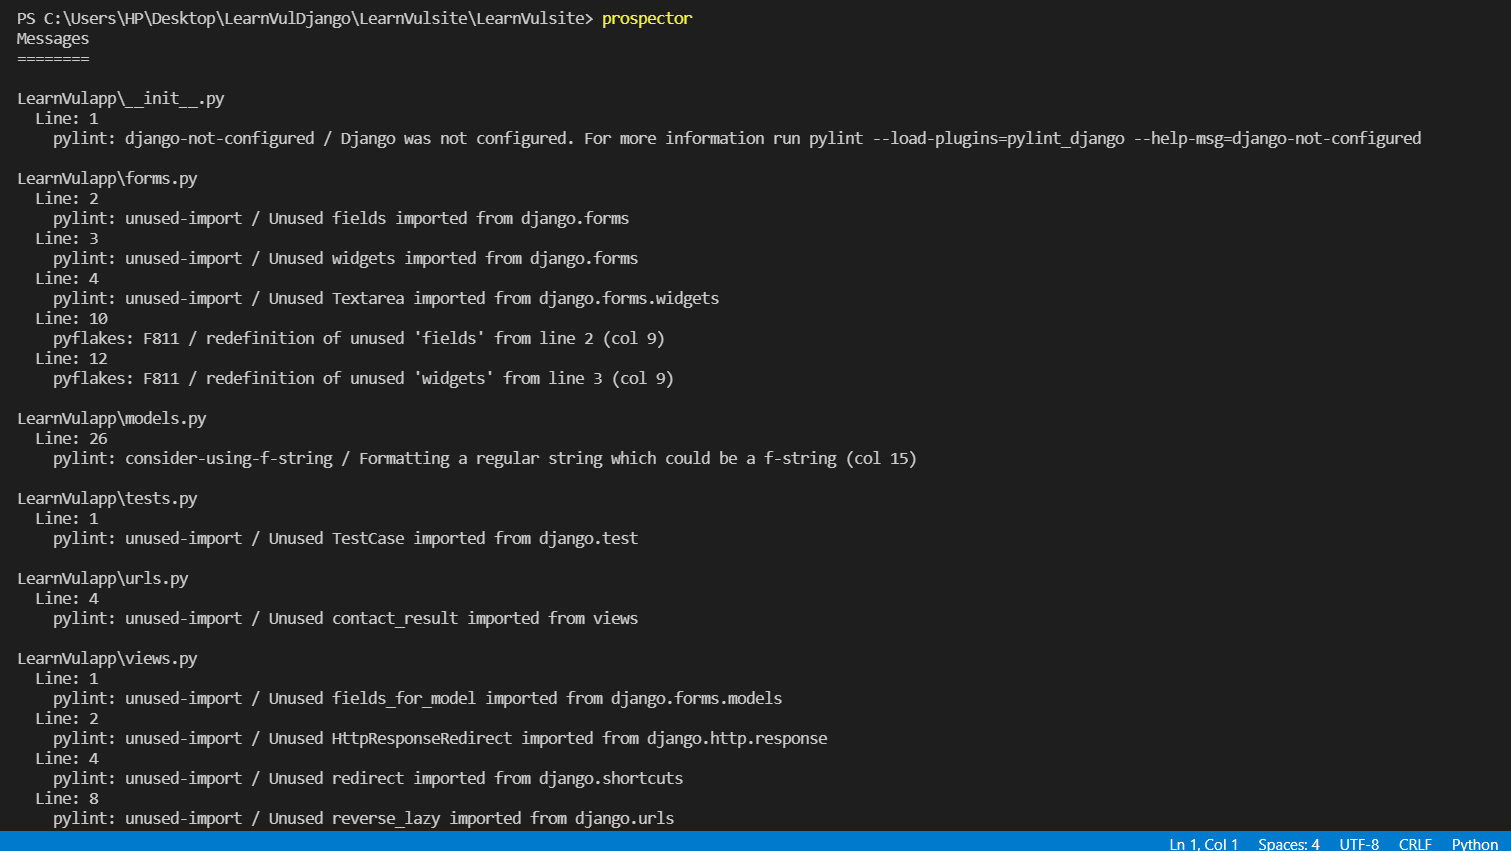 PS C:\Users\HP\Desktop\LearnVulDjango\LearnVulsite\LearnVulsite> prospector
Messages
========
LearnVulapp\__init__.py
Line: 1
pylint: django-not-configured / Django was not configured. For more information run pylint --load-plugins=pylint_django --help-msg=django-not-configured
LearnVulapp\forms.py
Line: 2
pylint: unused-import / Unused fields imported from django.forms
Line: 3
pylint: unused-import / Unused widgets imported from django.forms
Line: 4
pylint: unused-import / Unused Textarea imported from django.forms.widgets
Line: 10
pyflakes: F811 / redefinition of unused 'fields' from line 2 (col 9)
Line: 12
pyflakes: F811 / redefinition of unused 'widgets' from line 3 (col 9)
LearnVulapp\models.py
Line: 26
pylint: consider-using-f-string / Formatting a regular string which could be a f-string (col 15)
LearnVulapp\tests.py
Line: 1
pylint: unused-import / Unused TestCase imported from django.test
LearnVulapp\urls.py
Line: 4
pylint: unused-import / Unused contact_result imported from views
LearnVulapp\views.py
Line: 1
pylint: unused-import / Unused fields_for_model imported from django.forms.models
Line: 2
pylint: unused-import / Unused HttpResponseRedirect imported from django.http.response
Line: 4
pylint: unused-import / Unused redirect imported from django.shortcuts
Line: 8
pylint: unused-import / Unused reverse_lazy imported from django.urls
Ln 1, Col 1 Spaces: 4 UTF-8 CRLF Python